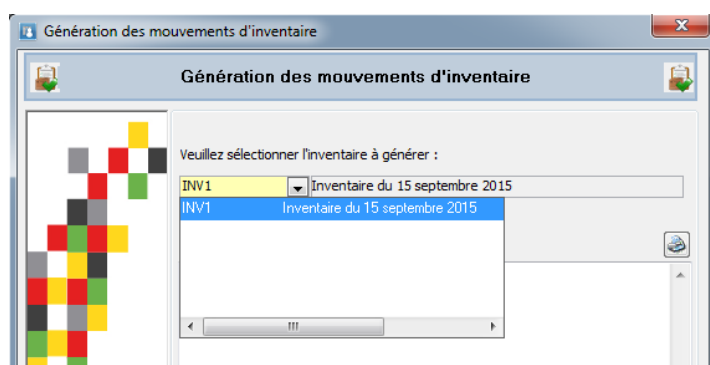 Génération des mouvements d'inventaire
Génération des mouvements d'inventaire
Veuillez sélectionner l'inventaire à générer :
INV1 Inventaire du 15 septembre 2015
INV1 Inventaire du 15 septembre 2015